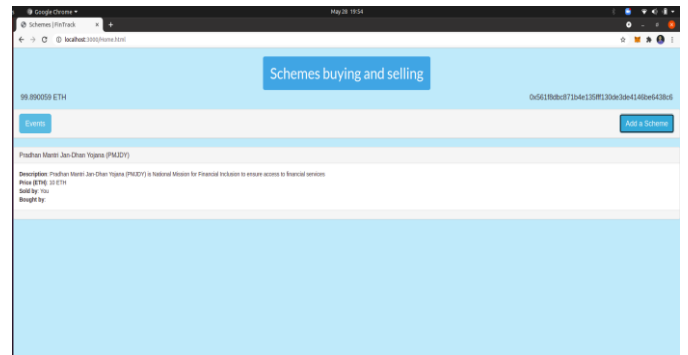 Google Chrome
May 28 19:54
Schemes | FinTrack
localhost:3000/Home.html
Schemes buying and selling
99.890059 ETH
Events
Add a Scheme
Pradhan Mantri Jan-Dhan Yojana (PMJDY)
Description: Pradhan Mantri Jan-Dhan Yojana (PMJDY) is National Mission for Financial Inclusion to ensure access to financial services
Price (ETH): 10 ETH
Sold by: You
Bought by: